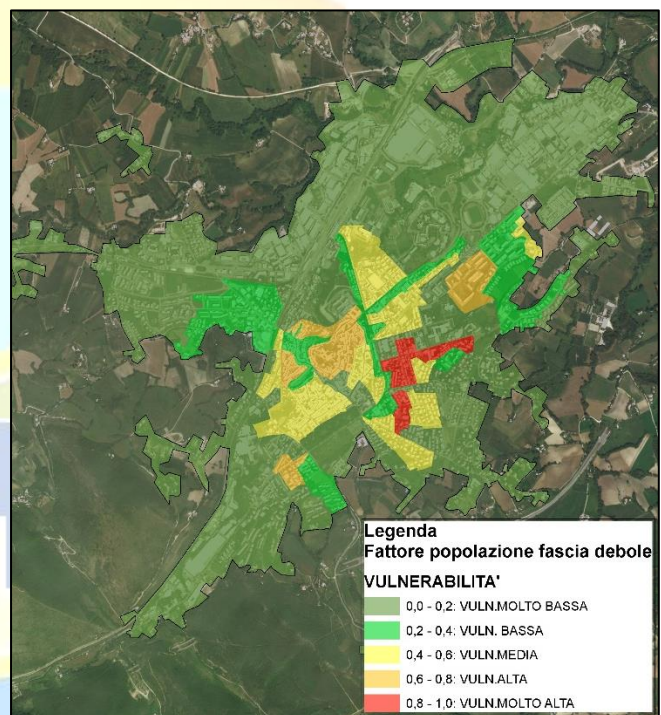 Legenda
Fattore popolazione fascia debole
VULNERABILITA'
0,0 - 0,2: VULN.MOLTO BASSA
0,2 - 0,4: VULN. BASSA
0,4 - 0,6: VULN.MEDIA
0,6 - 0,8: VULN.ALTA
0,8 - 1,0: VULN.MOLTO ALTA